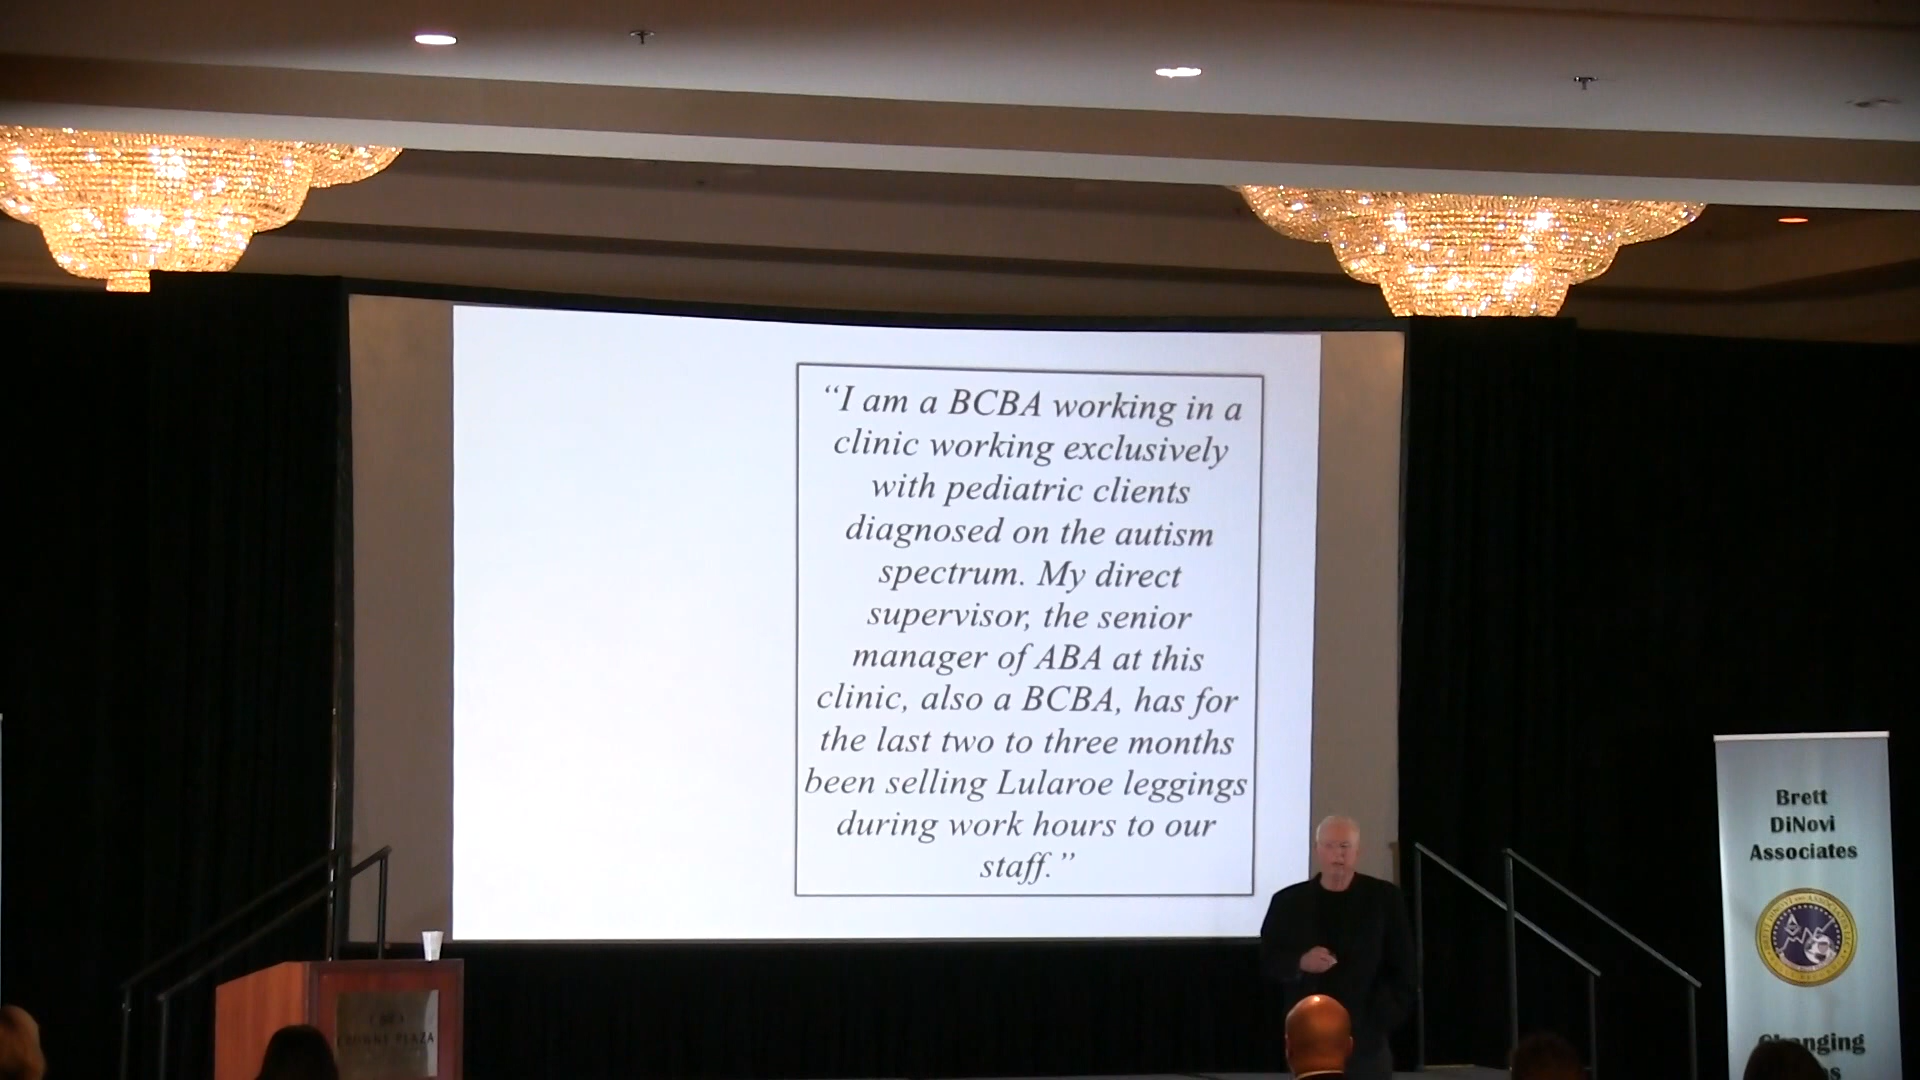 “I am a BCBA working in a
clinic working exclusively
with pediatric clients
diagnosed on the autism
spectrum. My direct
supervisor, the senior
manager of ABA at this
clinic, also a BCBA, has for
the last two to three months
been selling Lularoe leggings
during work hours to our
staff.”
Brett
DiNovi
Associates
CROWNE PLAZA